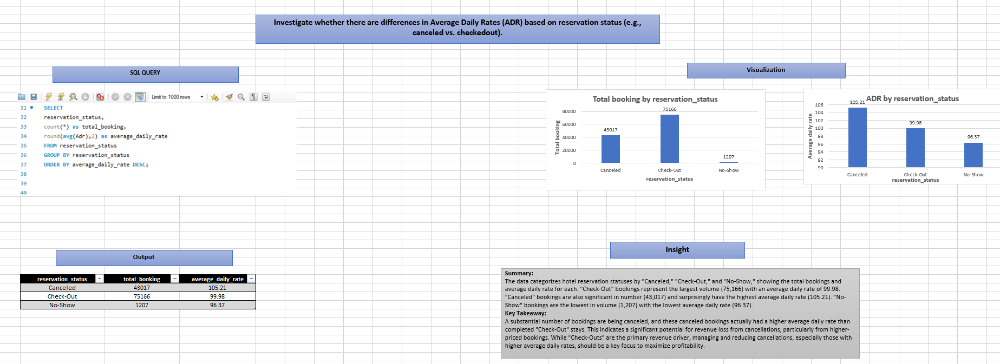 Investigate whether there are differences in Average Daily Rates (ADR) based on reservation status (e.g.,
canceled vs. checkedout).
SQL QUERY
Limit to 1000 rows
31 SELECT
32 reservation_status,
33 count(*) as total_booking,
34 round(avg(Adr),2) as average_daily_rate
35 FROM reservation_status
36 GROUP BY reservation_status
37 ORDER BY average_daily_rate DESC;
38
39
40
Visualization
Total booking by reservation_status
Total booking
80000
60000
40000
20000
0
43017
75166
1207
Canceled
Check-Out
No-Show
reservation_status
ADR by reservation_status
Average daily rate
106
104
102
100
98
96
94
92
90
105.21
99.98
96.37
Canceled
Check-Out
No-Show
reservation_status
Output
reservation_status total_booking average_daily_rate
Canceled 43017 105.21
Check-Out 75166 99.98
No-Show 1207 96.37
Insight
Summary:
The data categorizes hotel reservation statuses by "Canceled," "Check-Out," and "No-Show," showing the total bookings and
average daily rate for each. "Check-Out" bookings represent the largest volume (75,166) with an average daily rate of 99.98.
"Canceled" bookings are also significant in number (43,017) and surprisingly have the highest average daily rate (105.21). "No-
Show" bookings are the lowest in volume (1,207) with the lowest average daily rate (96.37).
Key Takeaway:
A substantial number of bookings are being canceled, and these canceled bookings actually had a higher average daily rate than
completed "Check-Out" stays. This indicates a significant potential for revenue loss from cancellations, particularly from higher-
priced bookings. While "Check-Outs" are the primary revenue driver, managing and reducing cancellations, especially those with
higher average daily rates, should be a key focus to maximize profitability.